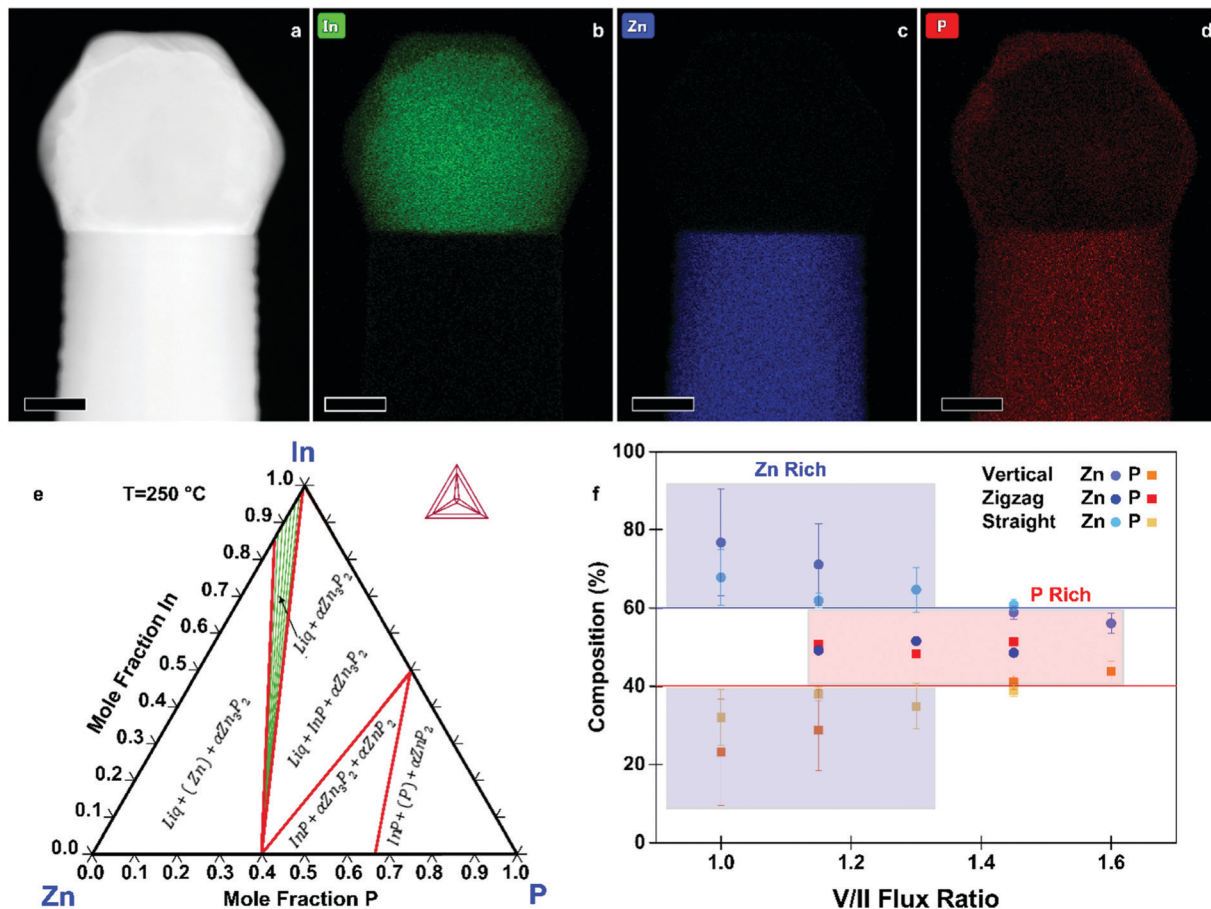 In
a
b
Zn
c
P
d
In
e
T=250 °C
1.0
0.9
0.8
0.7
0.6
0.5
0.4
0.3
0.2
0.1
0.0
Mole Fraction In
Liq + αZn₃P₂
Liq + (Zn) + αZn₃P₂
Liq + InP + αZn₃P₂
InP + αZn₃P₂ + αZnP₂
InP + (P) + αZnP₂
0.0 0.1 0.2 0.3 0.4 0.5 0.6 0.7 0.8 0.9 1.0
Zn
Mole Fraction P
P
f
Zn Rich
Vertical Zn P
Zigzag Zn P
Straight Zn P
P Rich
100
80
60
40
20
0
Composition (%)
1.0 1.2 1.4 1.6
V/II Flux Ratio